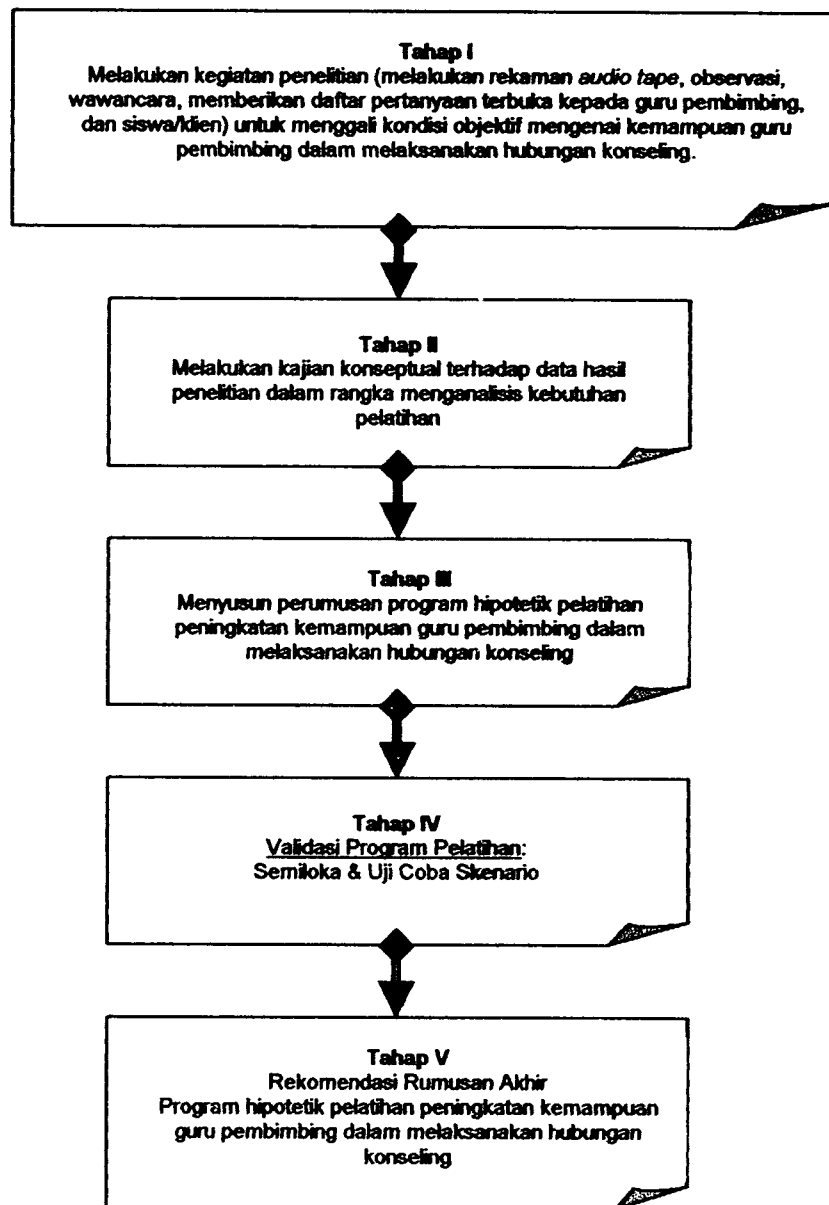 Tahap I
Melakukan kegiatan penelitian (melakukan rekaman audio tape, observasi,
wawancara, memberikan daftar pertanyaan terbuka kepada guru pembimbing,
dan siswa/klien) untuk menggali kondisi objektif mengenai kemampuan guru
pembimbing dalam melaksanakan hubungan konseling.
Tahap II
Melakukan kajian konseptual terhadap data hasil
penelitian dalam rangka menganalisis kebutuhan
pelatihan
Tahap III
Menyusun perumusan program hipotetik pelatihan
peningkatan kemampuan guru pembimbing dalam
melaksanakan hubungan konseling
Tahap IV
Validasi Program Pelatihan:
Semiloka & Uji Coba Skenario
Tahap V
Rekomendasi Rumusan Akhir
Program hipotetik pelatihan peningkatan kemampuan
guru pembimbing dalam melaksanakan hubungan
konseling